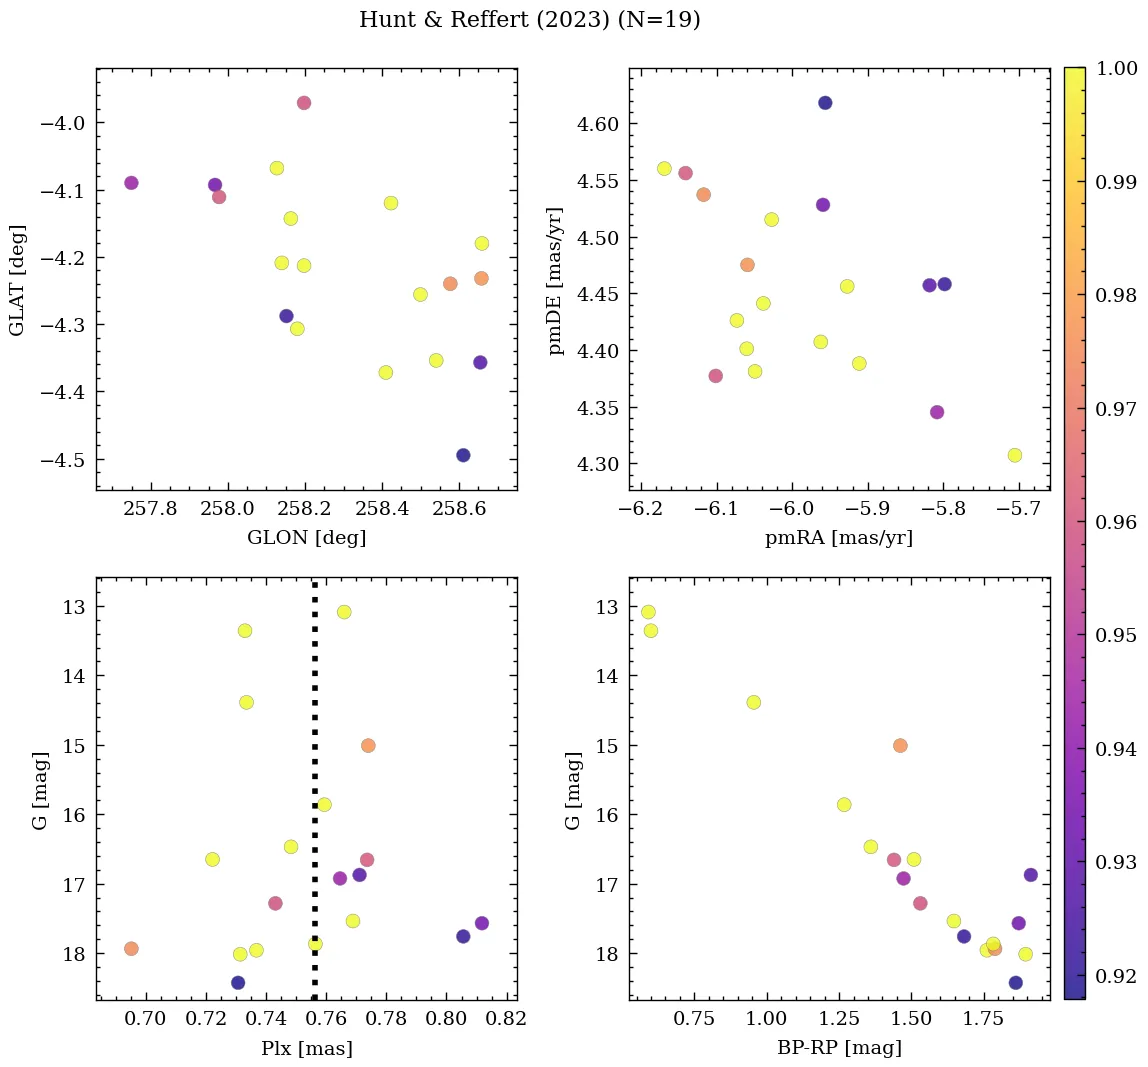 Hunt & Reffert (2023) (N=19)
−4.0
−4.1
−4.2
−4.3
−4.4
−4.5
GLAT [deg]
257.8 258.0 258.2 258.4 258.6
GLON [deg]
4.60
4.55
4.50
4.45
4.40
4.35
4.30
pmDE [mas/yr]
−6.2 −6.1 −6.0 −5.9 −5.8 −5.7
pmRA [mas/yr]
13
14
15
16
17
18
G [mag]
0.70 0.72 0.74 0.76 0.78 0.80 0.82
Plx [mas]
13
14
15
16
17
18
G [mag]
0.75 1.00 1.25 1.50 1.75
BP-RP [mag]
1.00
0.99
0.98
0.97
0.96
0.95
0.94
0.93
0.92